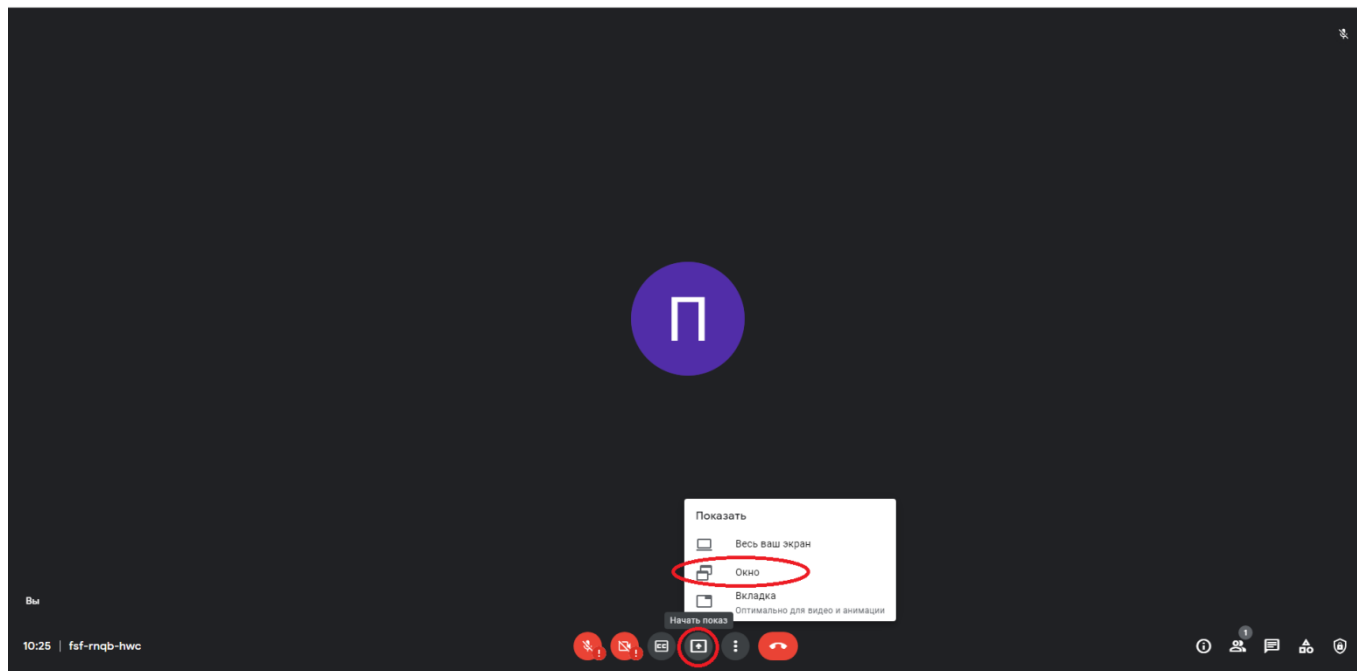 П
Показать
Весь ваш экран
Окно
Вкладка
Оптимально для видео и анимации
Вы
Начать показ
10:25 | fsf-rnqb-hwc
CC
1